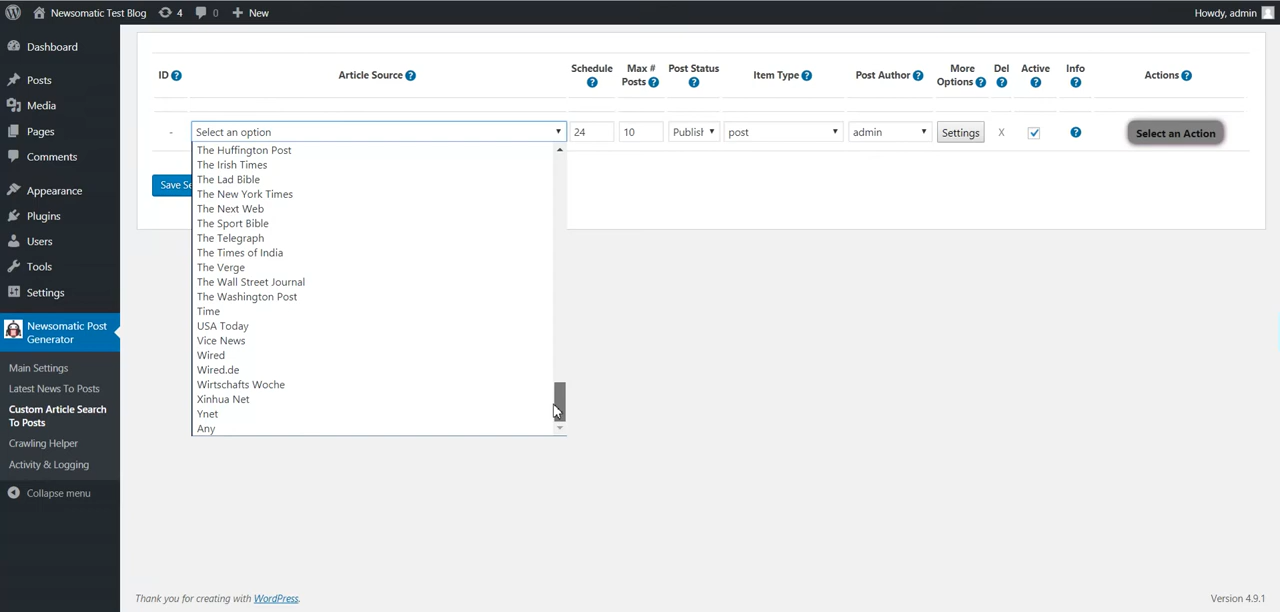 Newsomatic Test Blog 4 0 New Howdy, admin
Dashboard
Posts
Media
Pages
Comments
Appearance
Plugins
Users
Tools
Settings
Newsomatic Post
Generator
Main Settings
Latest News To Posts
Custom Article Search
To Posts
Crawling Helper
Activity & Logging
Collapse menu
ID ? Article Source ? Schedule ? Max # Posts ? Post Status ? Item Type ? Post Author ? More Options ? Del ? Active ? Info ? Actions ?
- Select an option 24 10 Publish post admin Settings X ? Select an Action
Save Se
The Huffington Post
The Irish Times
The Lad Bible
The New York Times
The Next Web
The Sport Bible
The Telegraph
The Times of India
The Verge
The Wall Street Journal
The Washington Post
Time
USA Today
Vice News
Wired
Wired.de
Wirtschafts Woche
Xinhua Net
Ynet
Any
Thank you for creating with WordPress. Version 4.9.1